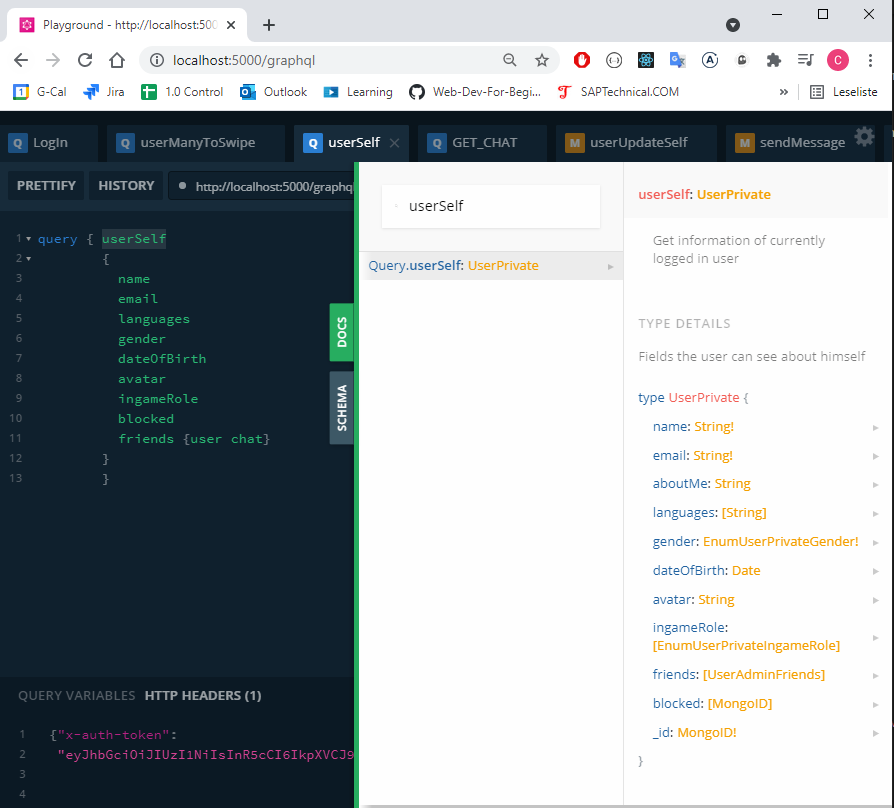 Playground - http://localhost:500
localhost:5000/graphql
G-Cal Jira 1.0 Control Outlook Learning Web-Dev-For-Begi... SAPTechnical.COM » Leseliste
Q LogIn Q userManyToSwipe Q userSelf Q GET_CHAT M userUpdateSelf M sendMessage
PRETTIFY HISTORY http://localhost:5000/graphql
1 query { userSelf
2 {
3 name
4 email
5 languages
6 gender
7 dateOfBirth
8 avatar
9 ingameRole
10 blocked
11 friends {user chat}
12 }
13 }
DOCS
SCHEMA
QUERY VARIABLES HTTP HEADERS (1)
1 {"x-auth-token":
2 "eyJhbGciOiJIUzI1NiIsInR5cCI6IkpXVCJ9
3
4
userSelf
Query.userSelf: UserPrivate
userSelf: UserPrivate
Get information of currently
logged in user
TYPE DETAILS
Fields the user can see about himself
type UserPrivate {
name: String!
email: String!
aboutMe: String
languages: [String]
gender: EnumUserPrivateGender!
dateOfBirth: Date
avatar: String
ingameRole:
[EnumUserPrivateIngameRole]
friends: [UserAdminFriends]
blocked: [MongoID]
_id: MongoID!
}